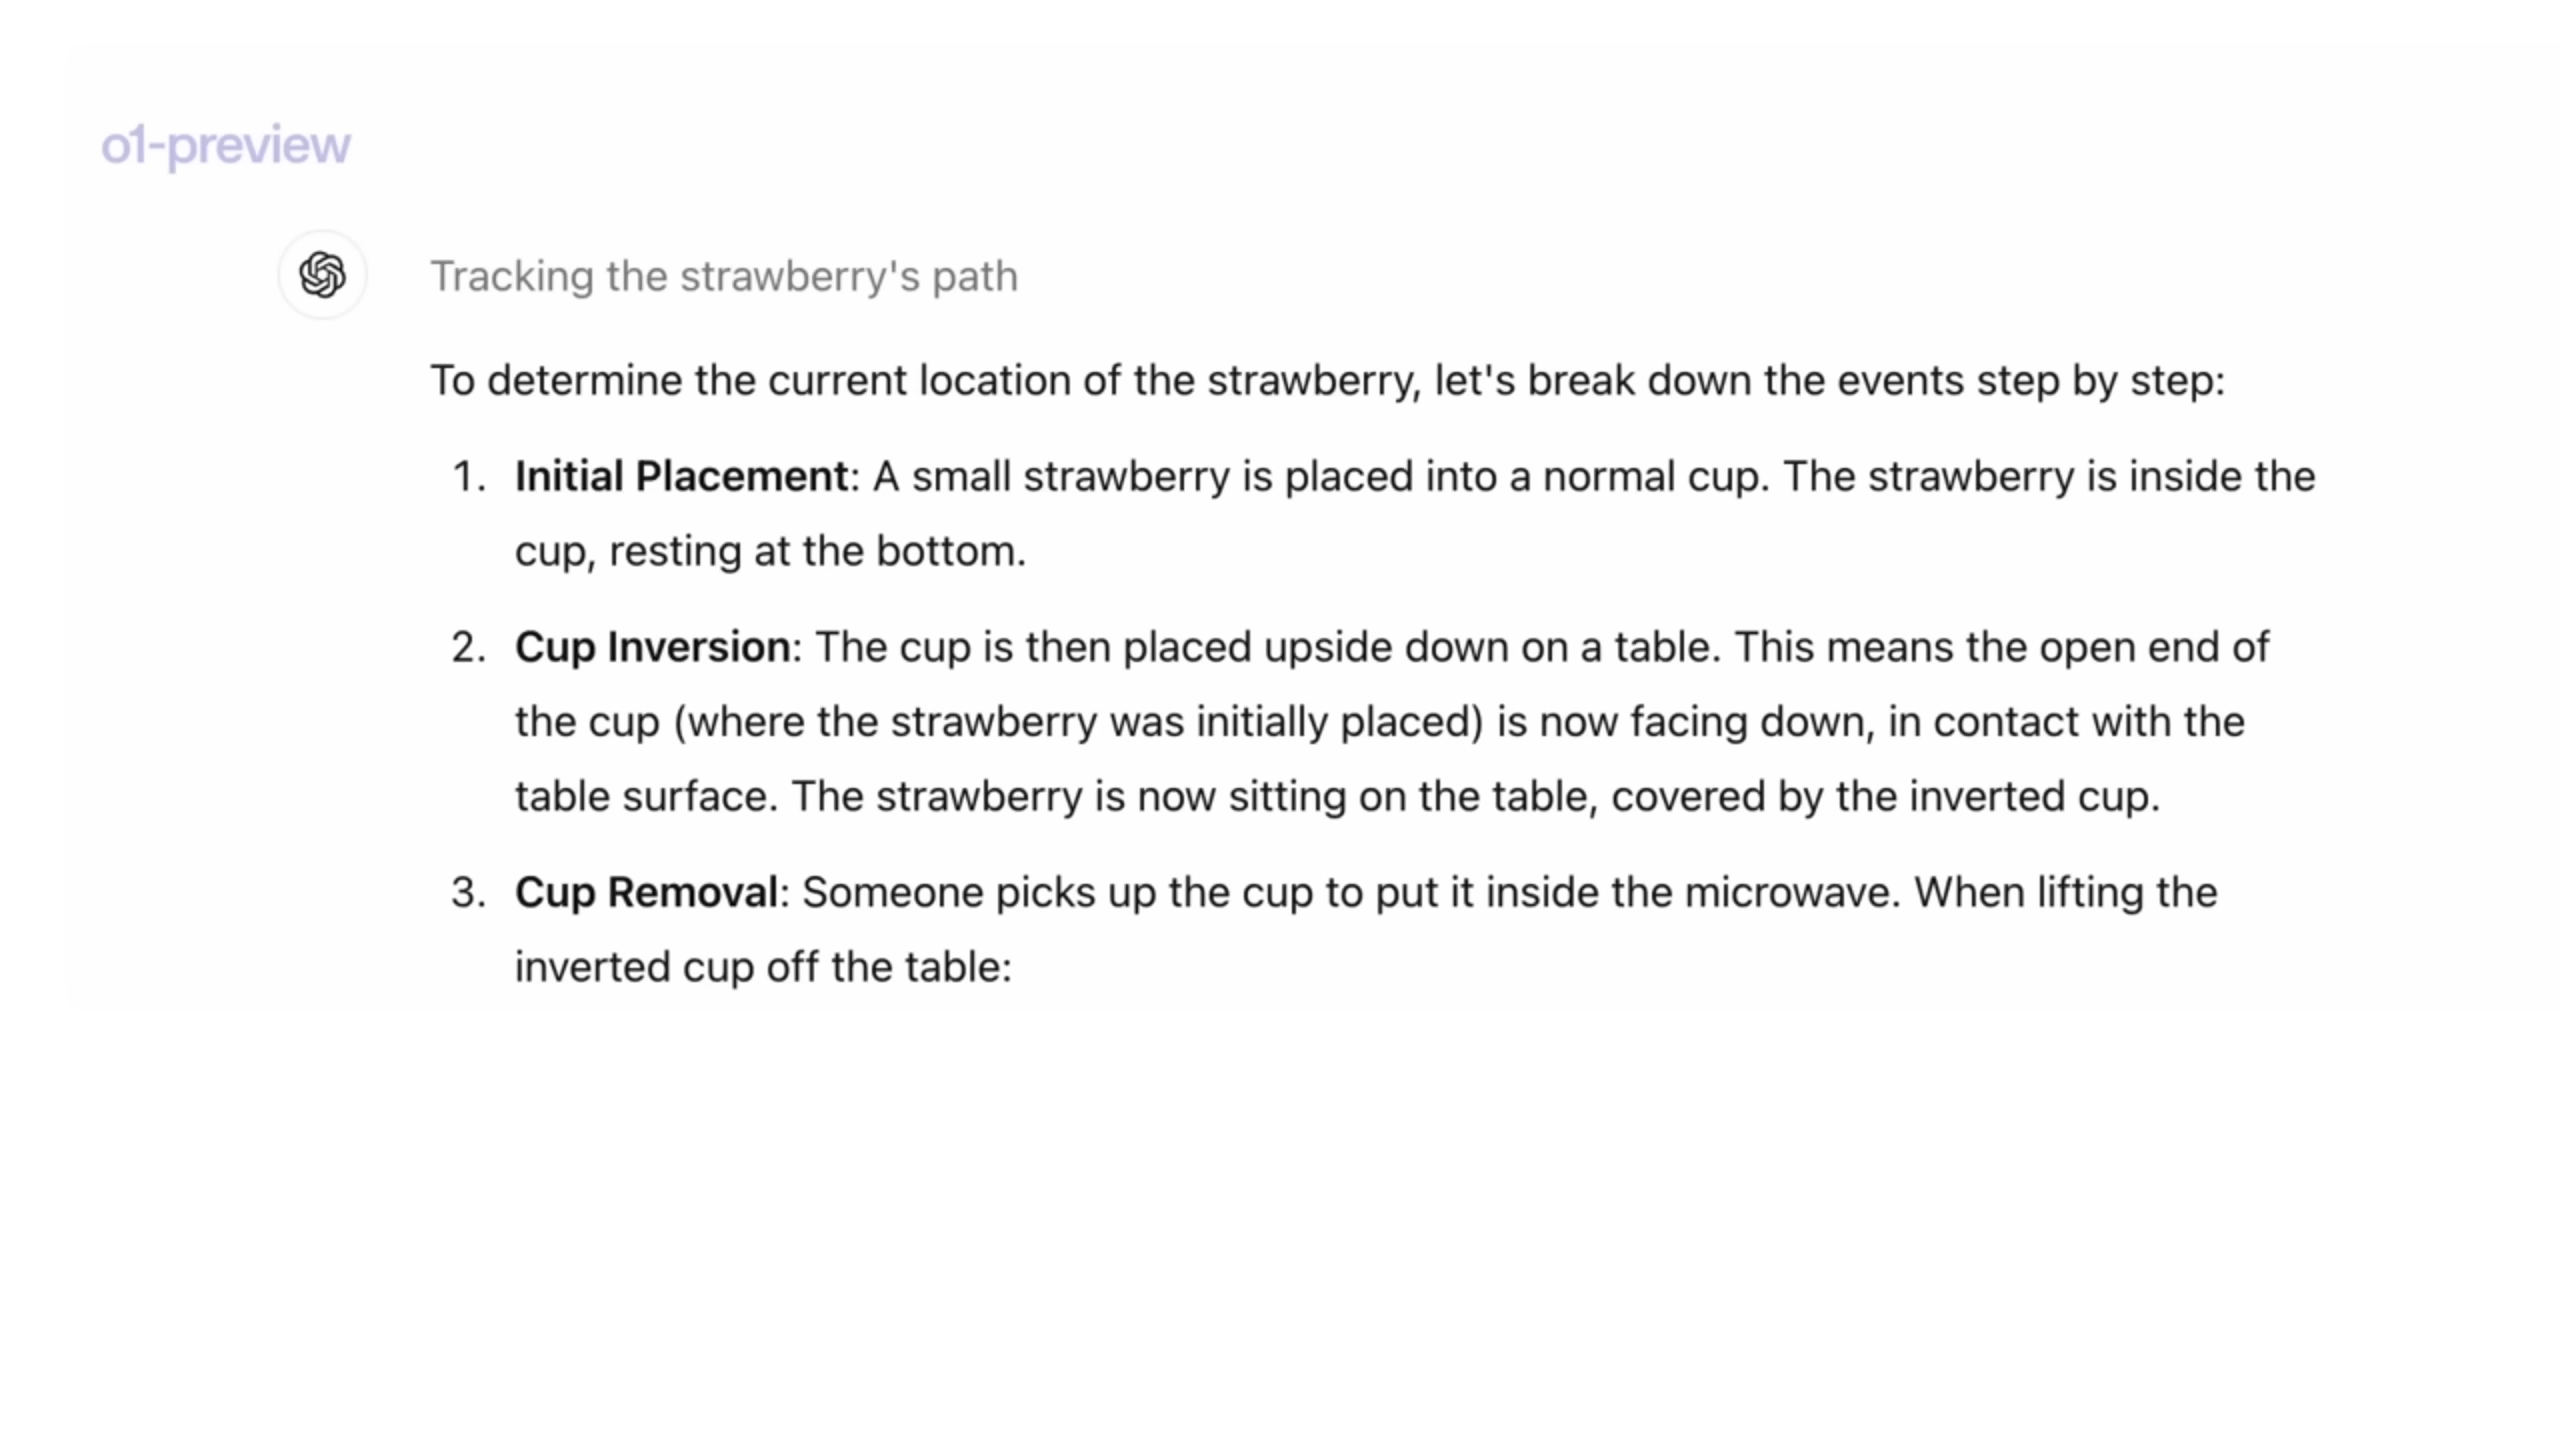 o1-preview
Tracking the strawberry's path
To determine the current location of the strawberry, let's break down the events step by step:
1. Initial Placement: A small strawberry is placed into a normal cup. The strawberry is inside the
cup, resting at the bottom.
2. Cup Inversion: The cup is then placed upside down on a table. This means the open end of
the cup (where the strawberry was initially placed) is now facing down, in contact with the
table surface. The strawberry is now sitting on the table, covered by the inverted cup.
3. Cup Removal: Someone picks up the cup to put it inside the microwave. When lifting the
inverted cup off the table: